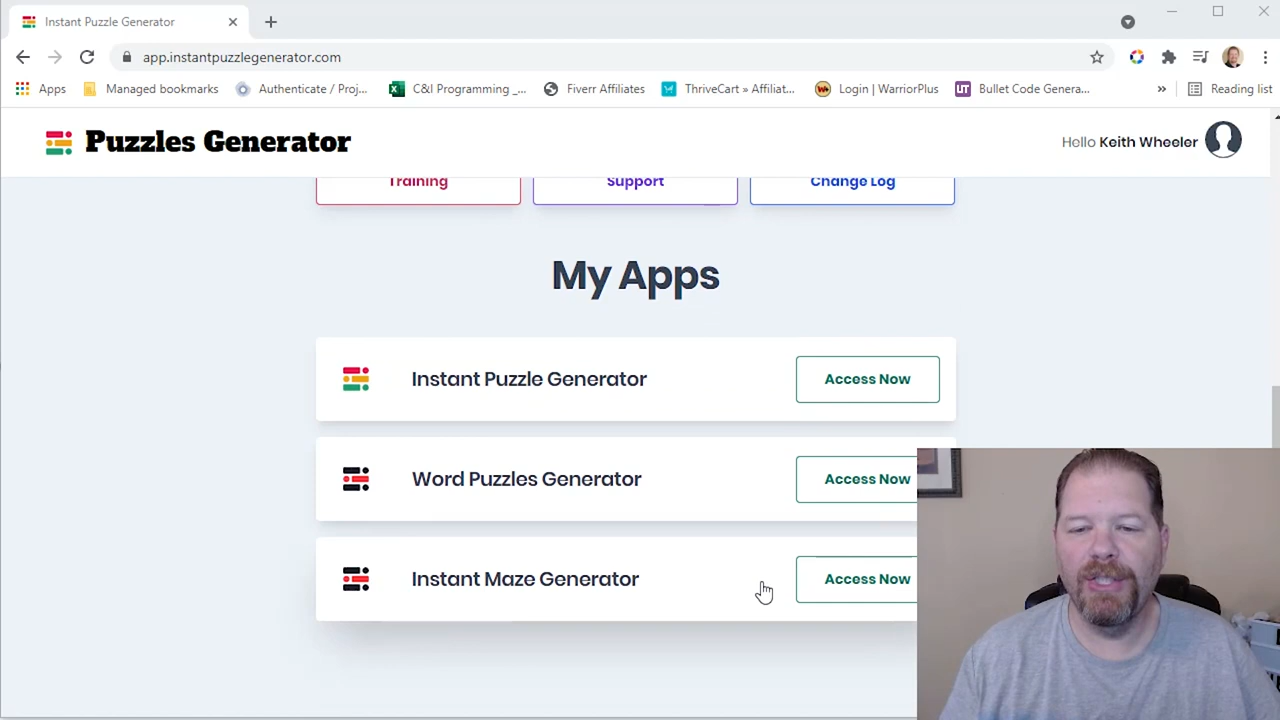 Instant Puzzle Generator
app.instantpuzzlegenerator.com
Apps
Managed bookmarks
Authenticate / Proj...
C&I Programming _...
Fiverr Affiliates
ThriveCart » Affiliat...
Login | WarriorPlus
UT
Bullet Code Genera...
»
Reading list
Puzzles Generator
Hello Keith Wheeler
Training
Support
Change Log
My Apps
Instant Puzzle Generator
Access Now
Word Puzzles Generator
Access Now
Instant Maze Generator
Access Now